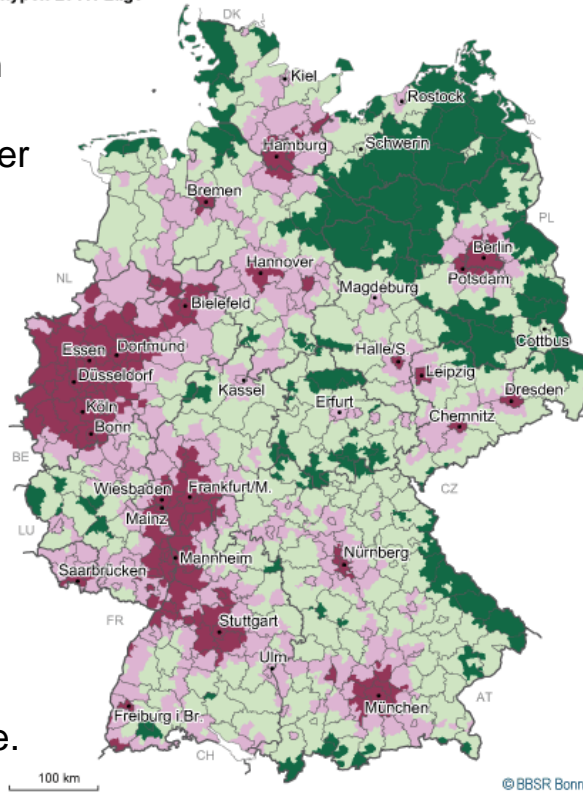 DK
Kiel
Rostock
er
Hamburg
Schwerin
Bremen
PL
Berlin
Hannover
NL
Potsdam
Magdeburg
Bielefeld
Cottbus
Essen
Dortmund
Halle/S.
Düsseldorf
Leipzig
Kassel
Dresden
Erfurt
Köln
Chemnitz
Bonn
BE
Wiesbaden
Frankfurt/M.
CZ
Mainz
LU
Nürnberg
Mannheim
Saarbrücken
FR
Stuttgart
Ulm
AT
München
Freiburg i.Br.
e.
CH
100 km
© BBSR Bonn